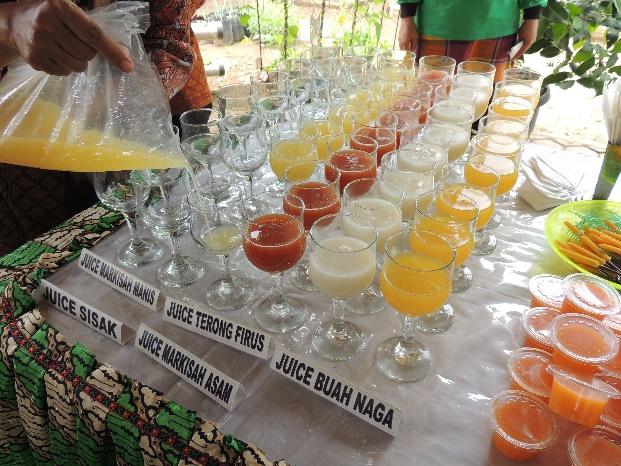 JUICE MARKISAH MANIS
JUICE SISAK
JUICE TERONG FIRUS
JUICE MARKISAH ASAM
JUICE BUAH NAGA